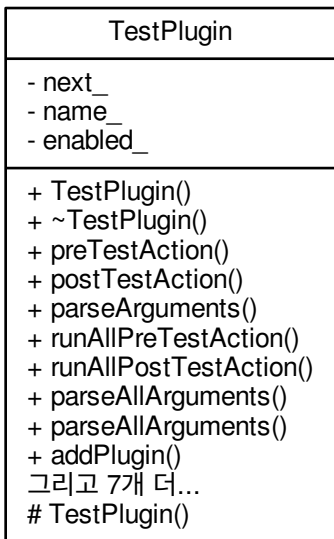 TestPlugin
- next_
- name_
- enabled_
+ TestPlugin()
+ ~TestPlugin()
+ preTestAction()
+ postTestAction()
+ parseArguments()
+ runAllPreTestAction()
+ runAllPostTestAction()
+ parseAllArguments()
+ parseAllArguments()
+ addPlugin()
그리고 7개 더...
# TestPlugin()